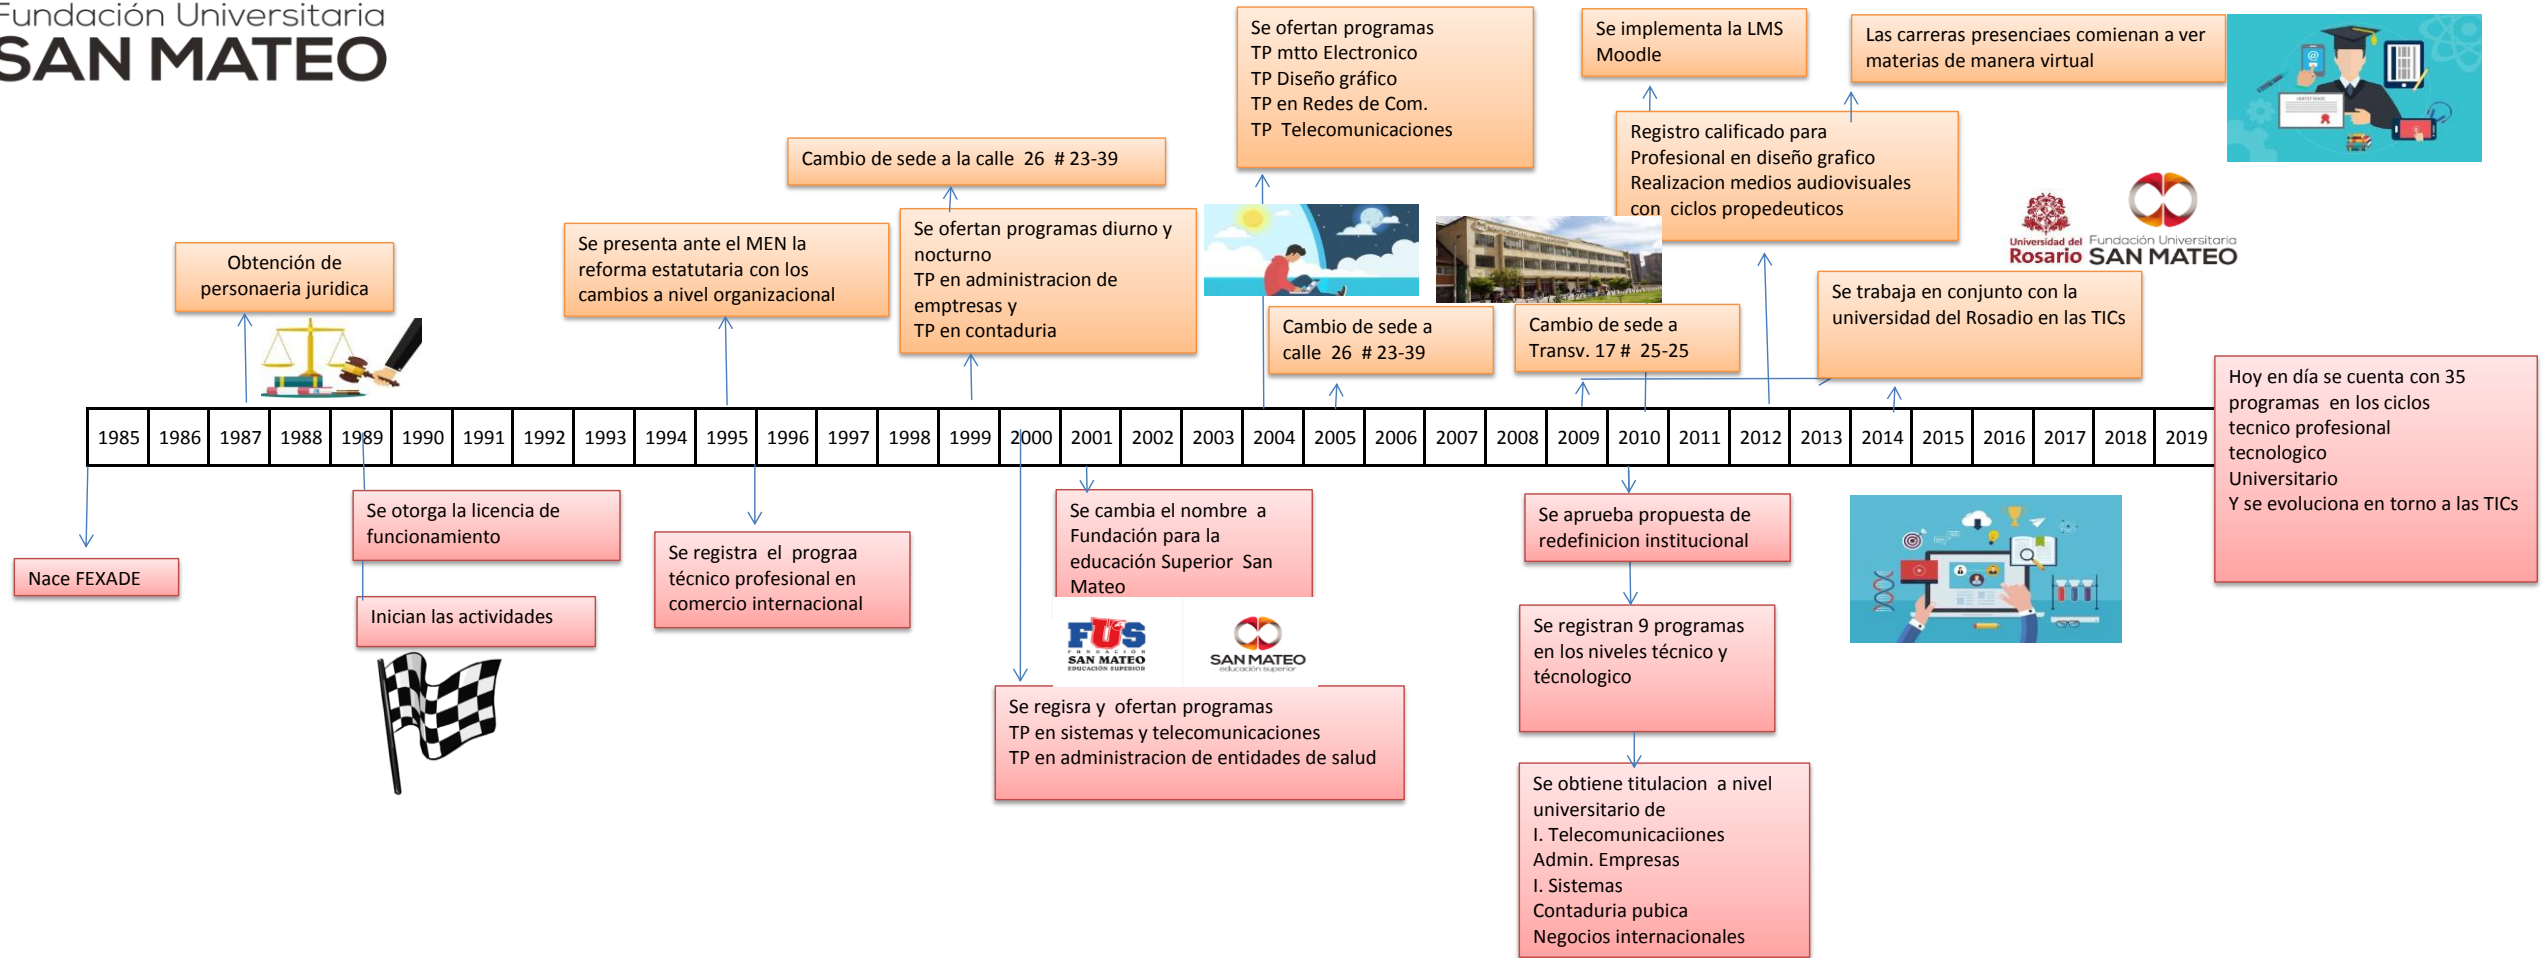 Fundación Universitaria
SAN MATEO
Se ofertan programas
TP mtto Electronico
TP Diseño gráfico
TP en Redes de Com.
TP Telecomunicaciones
Se implementa la LMS
Moodle
Las carreras presenciaes comienan a ver
materias de manera virtual
Cambio de sede a la calle 26 # 23-39
Registro calificado para
Profesional en diseño grafico
Realizacion medios audiovisuales
con ciclos propedeuticos
Obtención de
personaeria juridica
Se presenta ante el MEN la
reforma estatutaria con los
cambios a nivel organizacional
Se ofertan programas diurno y
nocturno
TP en administracion de
emptresas y
TP en contaduria
Universidad del
Rosario
Fundación Universitaria
SAN MATEO
Cambio de sede a
calle 26 # 23-39
Cambio de sede a
Transv. 17 # 25-25
Se trabaja en conjunto con la
universidad del Rosadio en las TICs
1985 1986 1987 1988 1989 1990 1991 1992 1993 1994 1995 1996 1997 1998 1999 2000 2001 2002 2003 2004 2005 2006 2007 2008 2009 2010 2011 2012 2013 2014 2015 2016 2017 2018 2019
Hoy en día se cuenta con 35
programas en los ciclos
tecnico profesional
tecnologico
Universitario
Y se evoluciona en torno a las TICs
Nace FEXADE
Se otorga la licencia de
funcionamiento
Inician las actividades
Se registra el prograa
técnico profesional en
comercio internacional
Se cambia el nombre a
Fundación para la
educación Superior San
Mateo
FUS
FUNDACIÓN
SAN MATEO
EDUCACIÓN SUPERIOR
SAN MATEO
educación superior
Se regisra y ofertan programas
TP en sistemas y telecomunicaciones
TP en administracion de entidades de salud
Se aprueba propuesta de
redefinicion institucional
Se registran 9 programas
en los niveles técnico y
técnologico
Se obtiene titulacion a nivel
universitario de
I. Telecomunicaciiones
Admin. Empresas
I. Sistemas
Contaduria pubica
Negocios internacionales